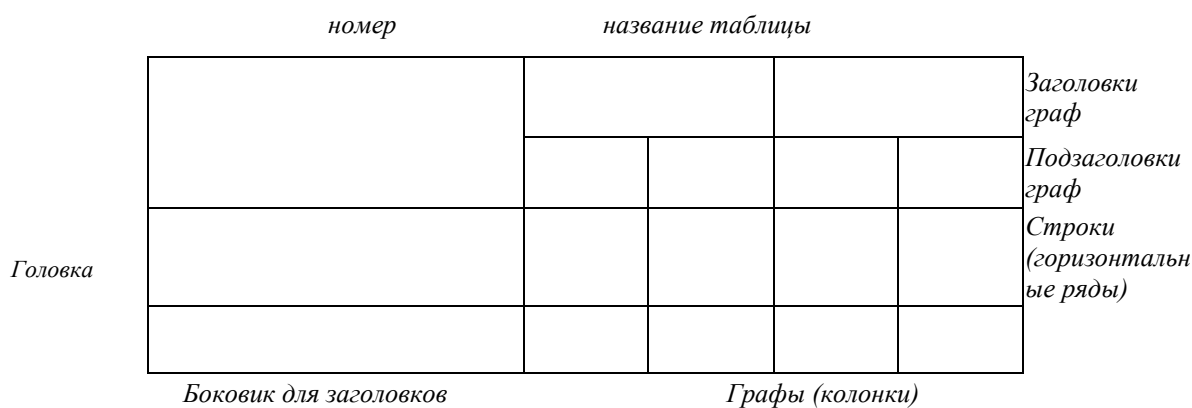 номер название таблицы
Заголовки
граф
Подзаголовки
граф
Строки
(горизонтальн
ые ряды)
Головка
Боковик для заголовков Графы (колонки)